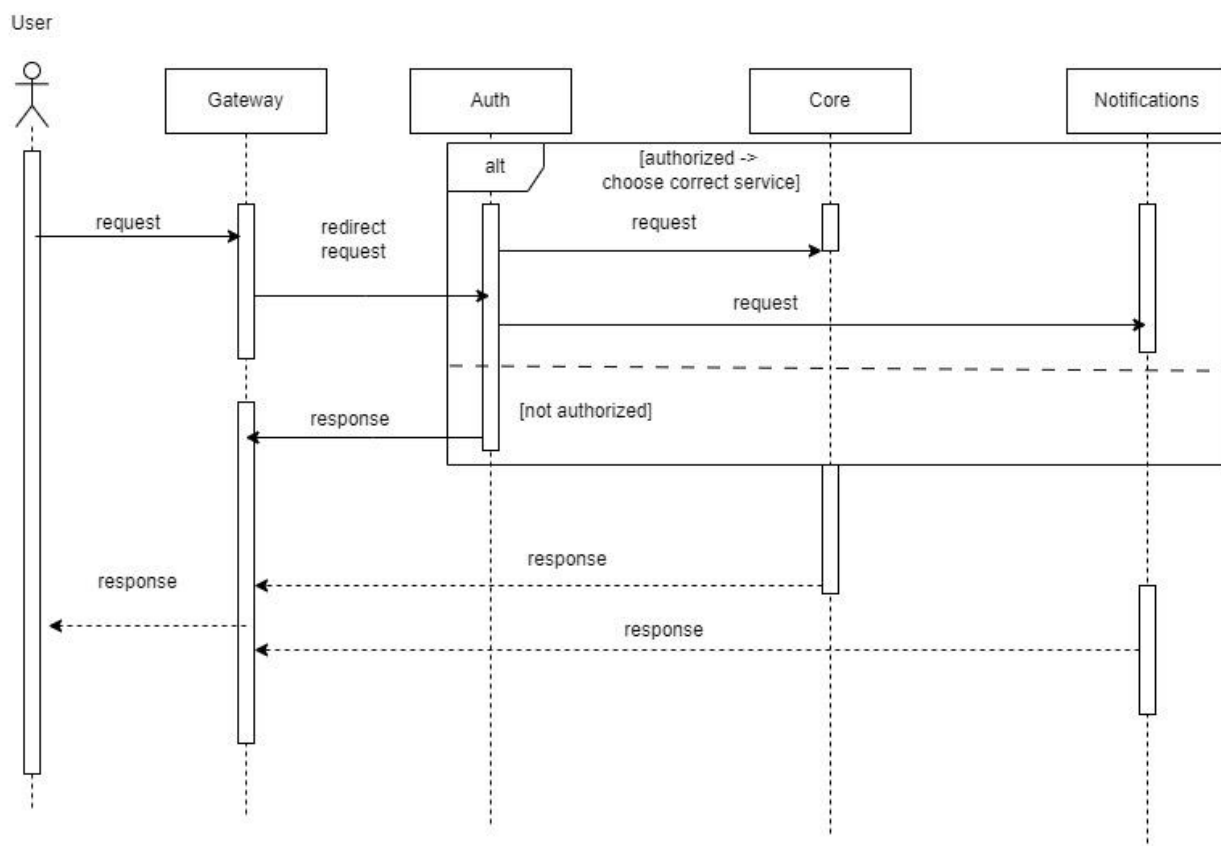 User
Gateway
Auth
Core
Notifications
alt
[authorized ->
choose correct service]
request
redirect
request
request
request
[not authorized]
response
response
response
response